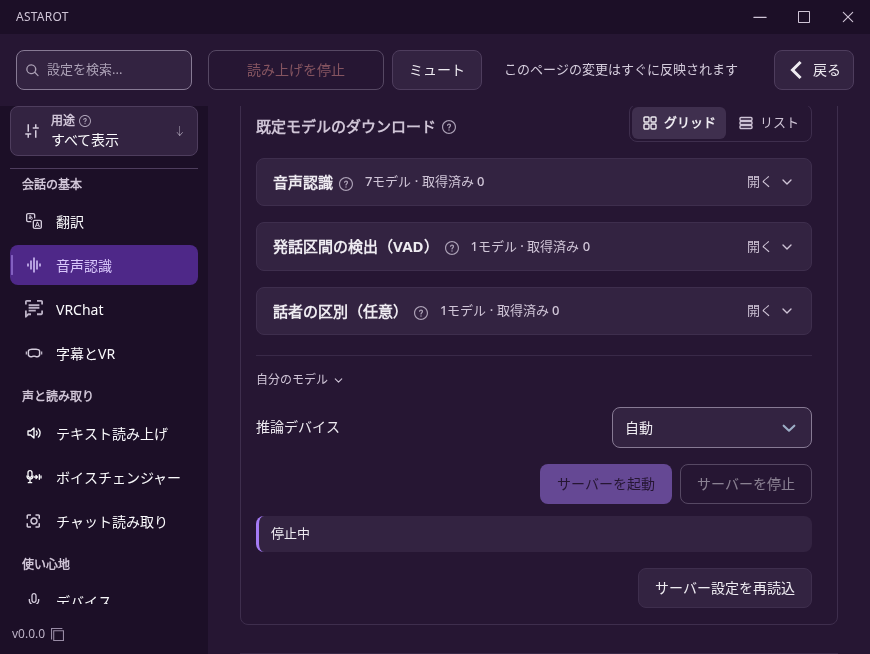 ASTAROT
設定を検索...
読み上げを停止
ミュート
このページの変更はすぐに反映されます
戻る
用途
すべて表示
会話の基本
翻訳
音声認識
VRChat
字幕とVR
声と読み取り
テキスト読み上げ
ボイスチェンジャー
チャット読み取り
使い心地
デバイス
v0.0.0
既定モデルのダウンロード
グリッド
リスト
音声認識 7モデル · 取得済み 0 開く
発話区間の検出（VAD） 1モデル · 取得済み 0 開く
話者の区別（任意） 1モデル · 取得済み 0 開く
自分のモデル
推論デバイス
自動
サーバーを起動
サーバーを停止
停止中
サーバー設定を再読込